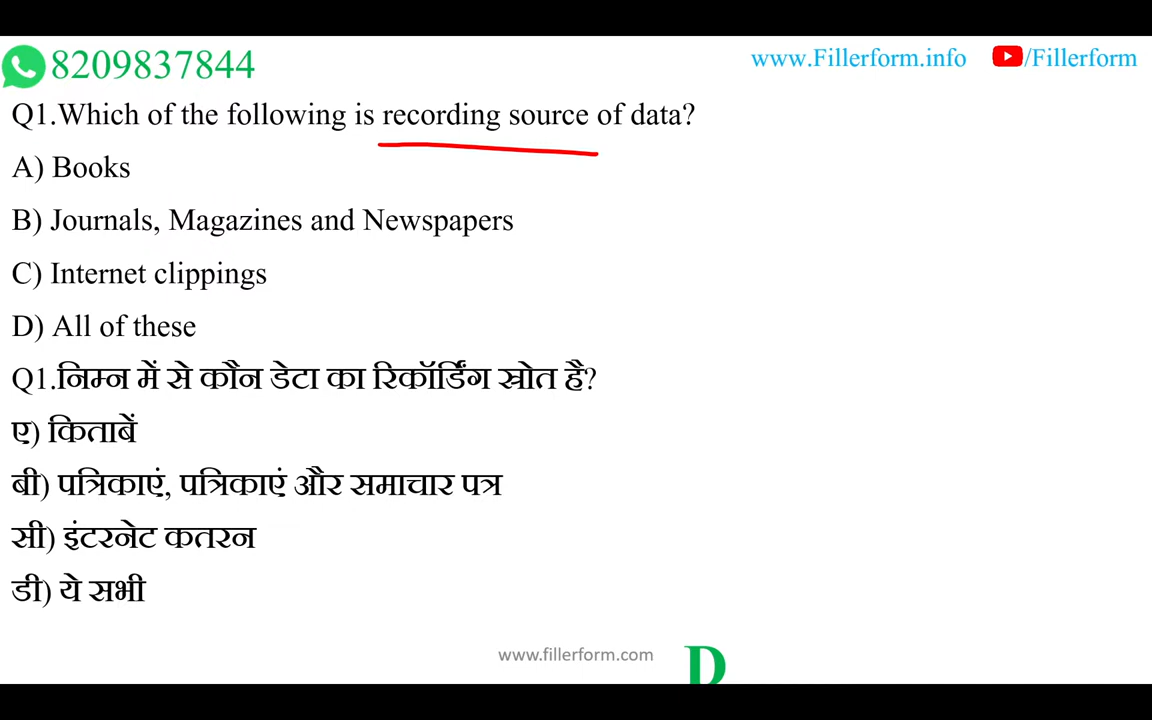 8209837844
www.Fillerform.info /Fillerform
Q1.Which of the following is recording source of data?
A) Books
B) Journals, Magazines and Newspapers
C) Internet clippings
D) All of these
Q1.निम्न में से कौन डेटा का रिकॉर्डिंग स्रोत है?
ए) किताबें
बी) पत्रिकाएं, पत्रिकाएं और समाचार पत्र
सी) इंटरनेट कतरन
डी) ये सभी
www.fillerform.com
D